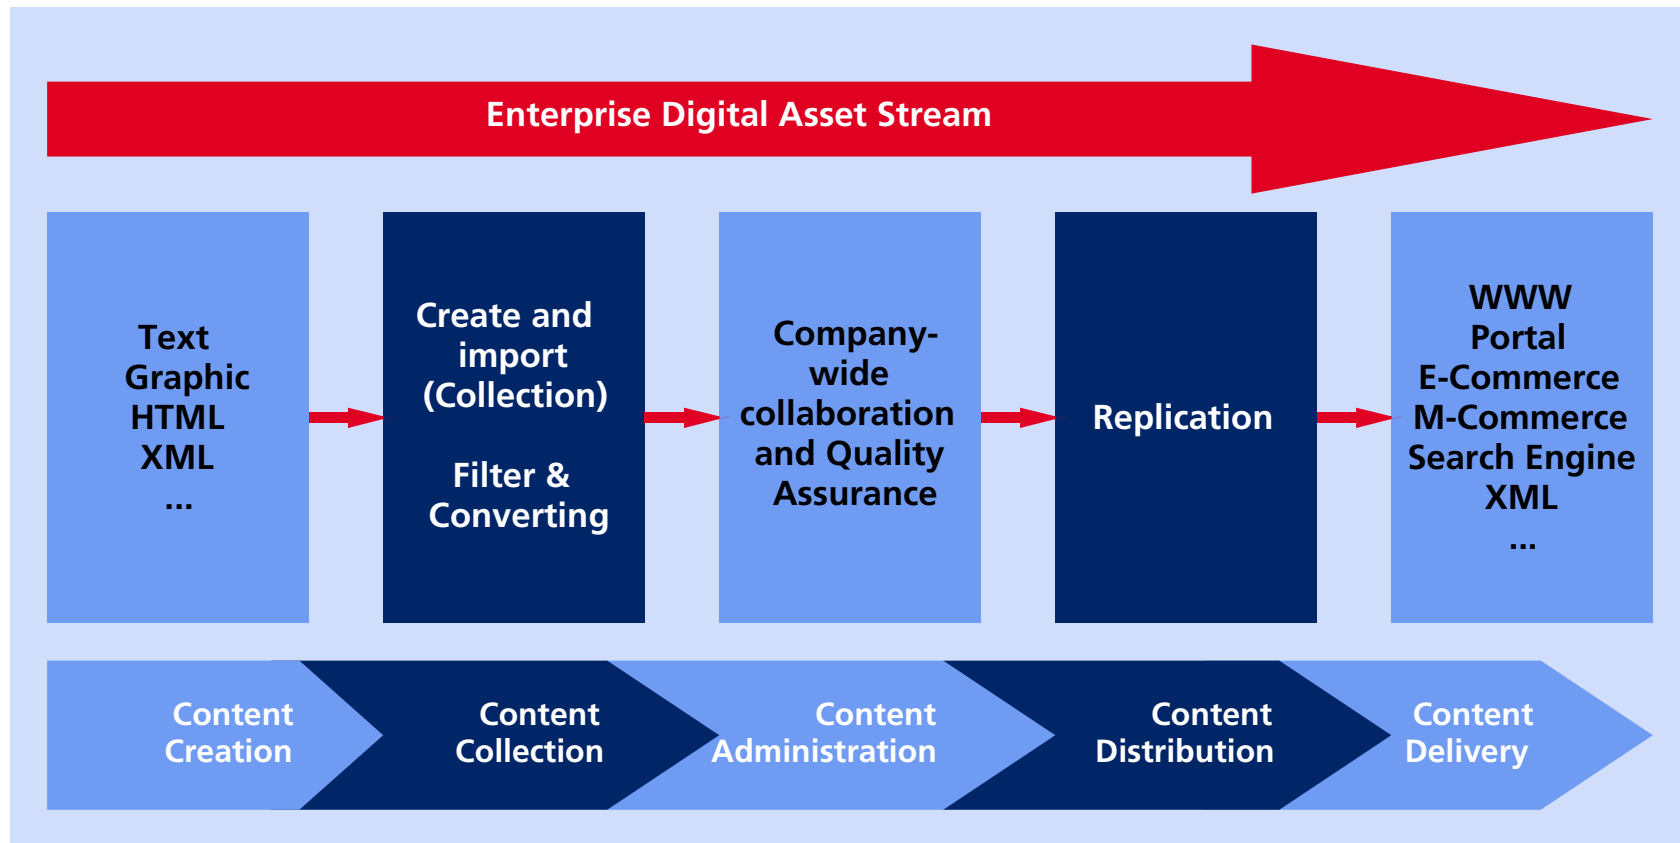 Enterprise Digital Asset Stream
Text
Graphic
HTML
XML
...
Create and
import
(Collection)
Filter &
Converting
Company-
wide
collaboration
and Quality
Assurance
Replication
WWW
Portal
E-Commerce
M-Commerce
Search Engine
XML
...
Content
Creation
Content
Collection
Content
Administration
Content
Distribution
Content
Delivery